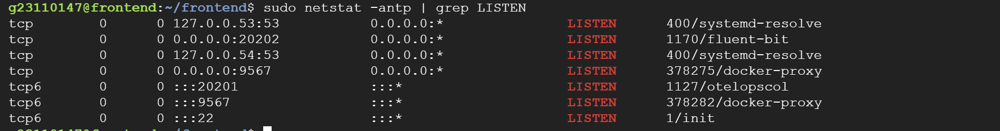 g23110147@frontend:~/frontend$ sudo netstat -antp | grep LISTEN
tcp        0      0 127.0.0.53:53           0.0.0.0:*               LISTEN      400/systemd-resolve
tcp        0      0 0.0.0.0:20202           0.0.0.0:*               LISTEN      1170/fluent-bit
tcp        0      0 127.0.0.54:53           0.0.0.0:*               LISTEN      400/systemd-resolve
tcp        0      0 0.0.0.0:9567            0.0.0.0:*               LISTEN      378275/docker-proxy
tcp6       0      0 :::20201                :::*                    LISTEN      1127/otelopscol
tcp6       0      0 :::9567                 :::*                    LISTEN      378282/docker-proxy
tcp6       0      0 :::22                   :::*                    LISTEN      1/init
g23110147@frontend:~/frontend$